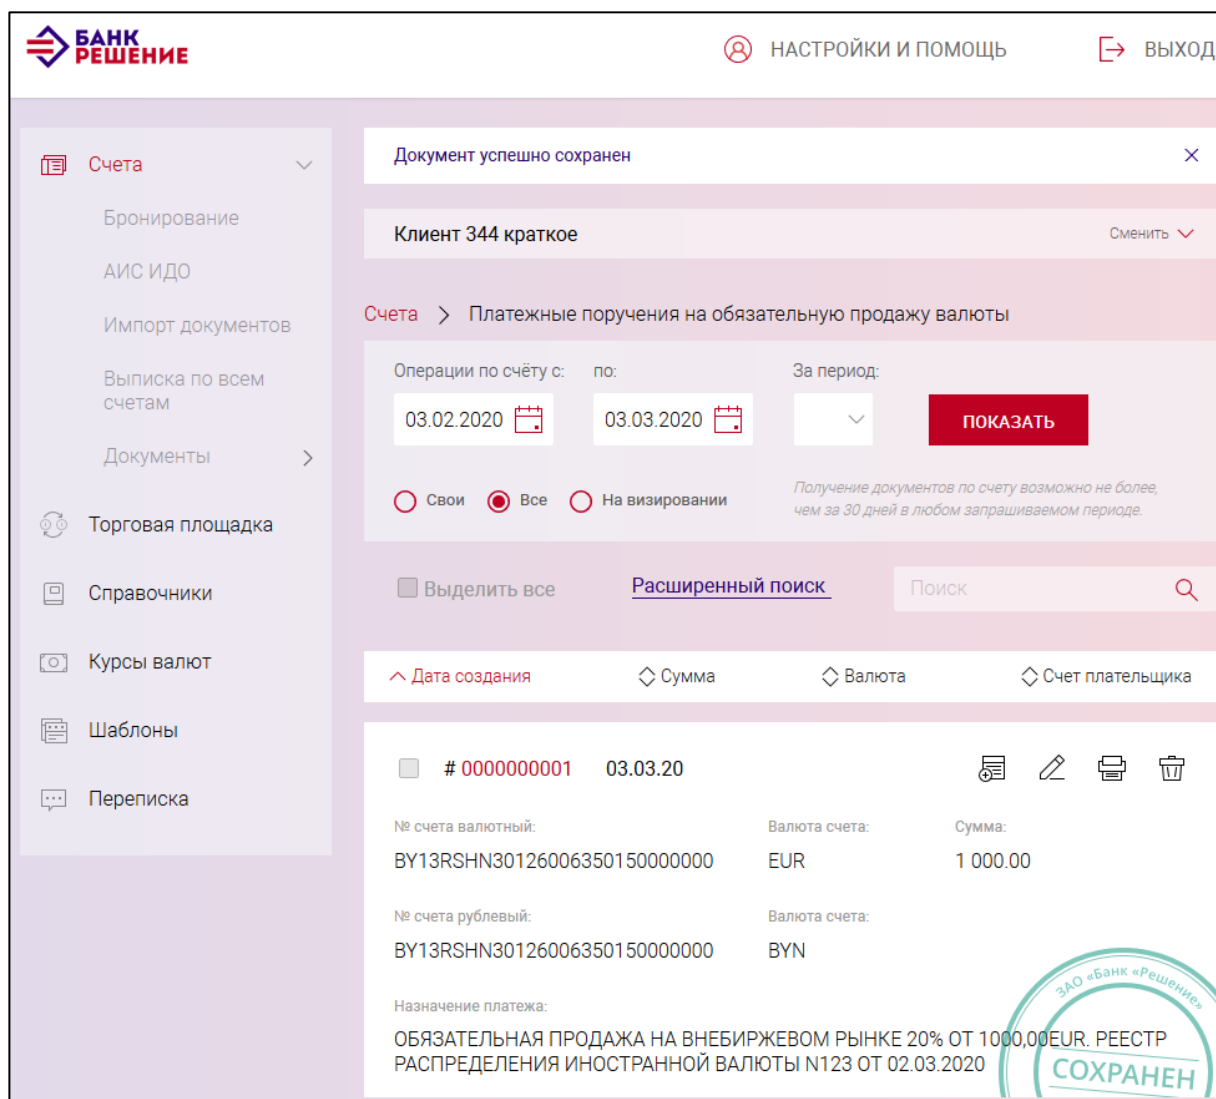 БАНК
РЕШЕНИЕ
НАСТРОЙКИ И ПОМОЩЬ
ВЫХОД
Счета
Бронирование
АИС ИДО
Импорт документов
Выписка по всем
счетам
Документы
Торговая площадка
Справочники
Курсы валют
Шаблоны
Переписка
Документ успешно сохранен
Клиент 344 краткое
Сменить
Счета > Платежные поручения на обязательную продажу валюты
Операции по счёту с: по: За период:
03.02.2020 03.03.2020 ПОКАЗАТЬ
Свои Все На визировании
Получение документов по счету возможно не более,
чем за 30 дней в любом запрашиваемом периоде.
Выделить все Расширенный поиск Поиск
Дата создания Сумма Валюта Счет плательщика
# 0000000001 03.03.20
№ счета валютный: Валюта счета: Сумма:
BY13RSHN30126006350150000000 EUR 1 000.00
№ счета рублевый: Валюта счета:
BY13RSHN30126006350150000000 BYN
Назначение платежа:
ОБЯЗАТЕЛЬНАЯ ПРОДАЖА НА ВНЕБИРЖЕВОМ РЫНКЕ 20% ОТ 1000,00EUR. РЕЕСТР
РАСПРЕДЕЛЕНИЯ ИНОСТРАННОЙ ВАЛЮТЫ N123 ОТ 02.03.2020
ЗАО «Банк «Решение»
СОХРАНЕН